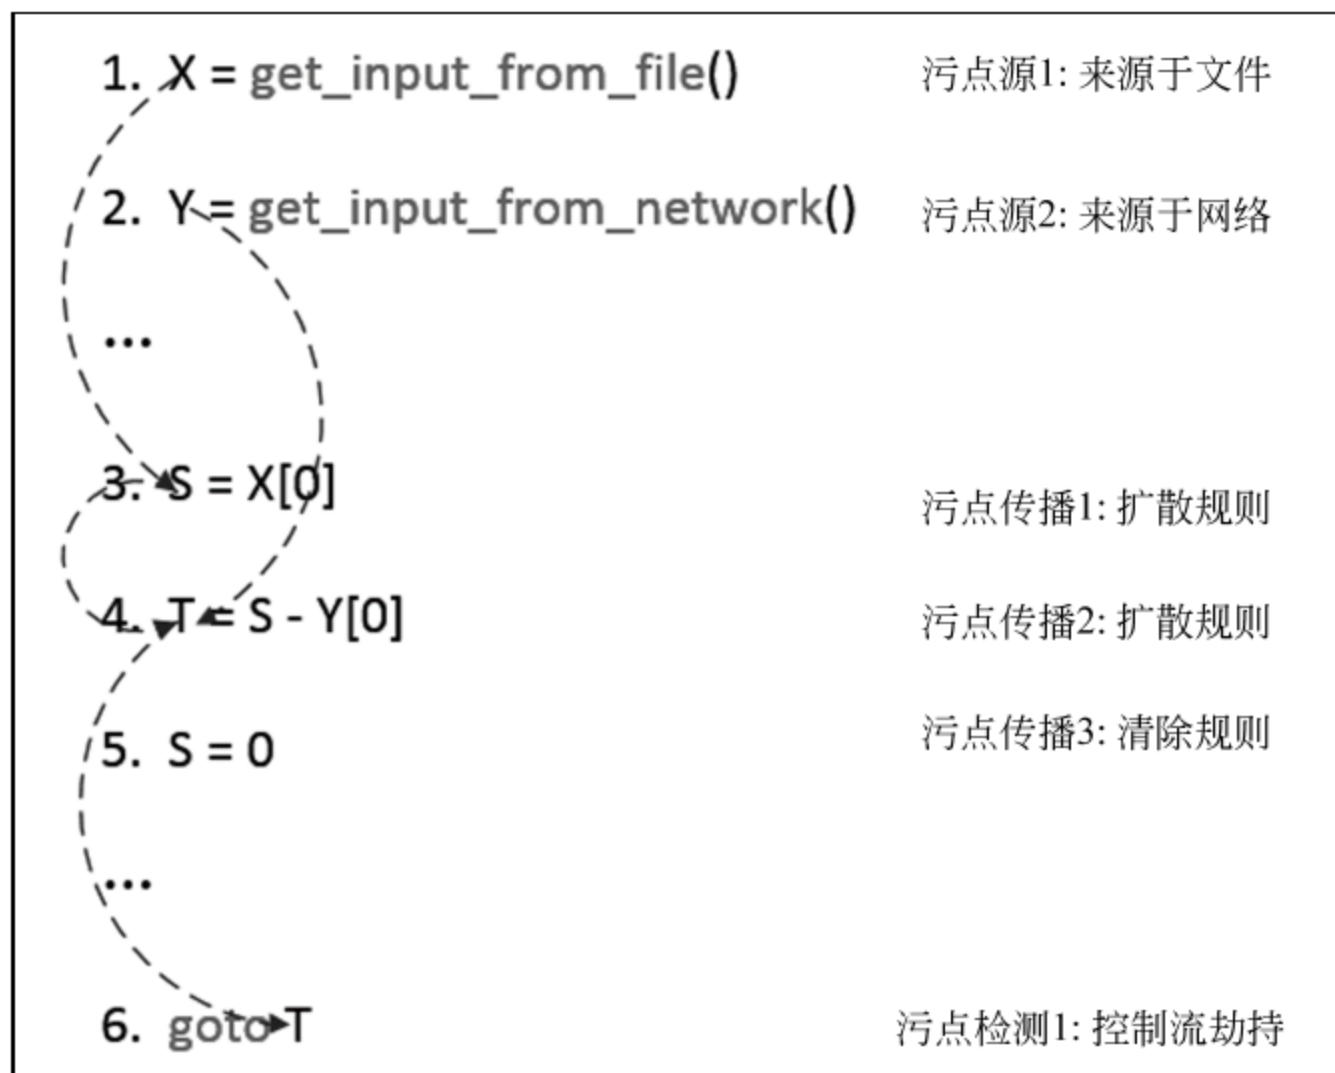 1. X = get_input_from_file() 污点源1: 来源于文件
2. Y = get_input_from_network() 污点源2: 来源于网络
...
3. S = X[0] 污点传播1: 扩散规则
4. T = S - Y[0] 污点传播2: 扩散规则
5. S = 0 污点传播3: 清除规则
...
6. goto T 污点检测1: 控制流劫持